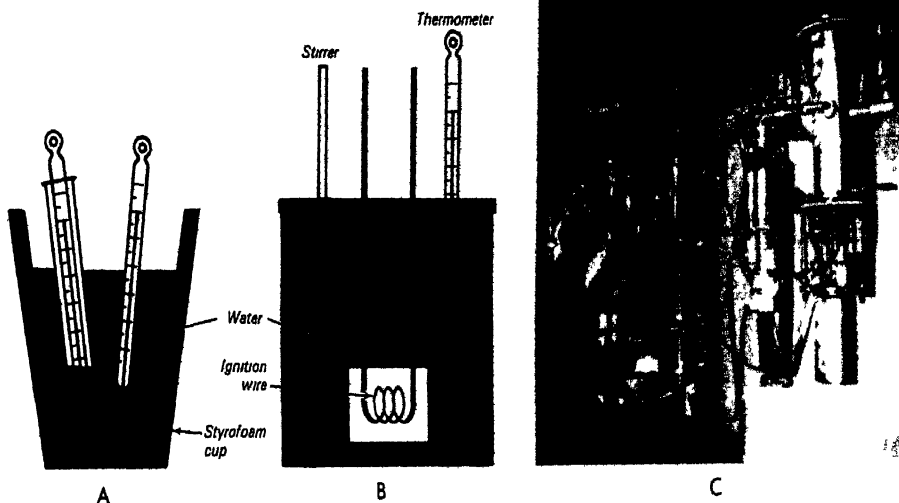 Thermometer
Stirrer
Water
Ignition
wire
Styrofoam
cup
A
B
C